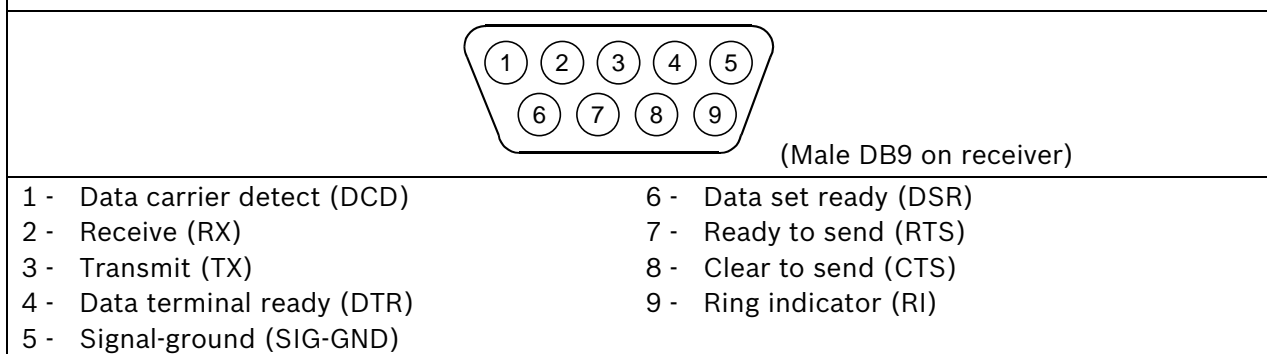 1 2 3 4 5
6 7 8 9
(Male DB9 on receiver)
1 - Data carrier detect (DCD)
2 - Receive (RX)
3 - Transmit (TX)
4 - Data terminal ready (DTR)
5 - Signal-ground (SIG-GND)
6 - Data set ready (DSR)
7 - Ready to send (RTS)
8 - Clear to send (CTS)
9 - Ring indicator (RI)